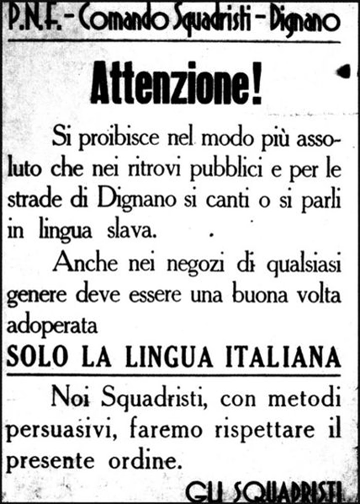 P.N.F. - Comando Squadristi - Dignano
Attenzione!
Si proibisce nel modo più asso-
luto che nei ritrovi pubblici e per le
strade di Dignano si canti o si parli
in lingua slava.
Anche nei negozi di qualsiasi
genere deve essere una buona volta
adoperata
SOLO LA LINGUA ITALIANA
Noi Squadristi, con metodi
persuasivi, faremo rispettare il
presente ordine.
GLI SQUADRISTI